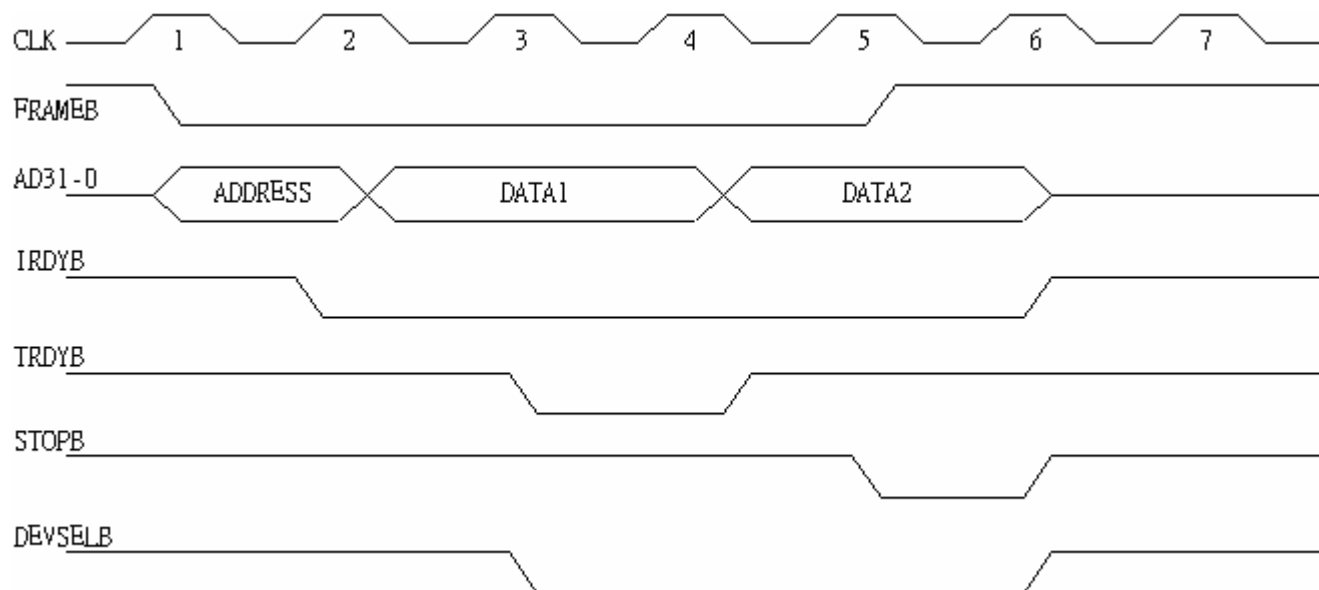 CLK 1 2 3 4 5 6 7
FRAMEB
AD31-0 ADDRESS DATA1 DATA2
IRDYB
TRDYB
STOPB
DEVSELB